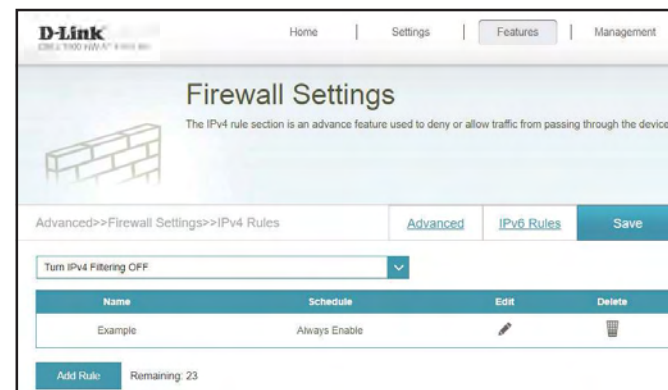 D-Link
Home | Settings | Features | Management
Firewall Settings
The IPv4 rule section is an advance feature used to deny or allow traffic from passing through the device
Advanced>>Firewall Settings>>IPv4 Rules Advanced IPv6 Rules Save
Turn IPv4 Filtering OFF
Name Schedule Edit Delete
Example Always Enable
Add Rule Remaining: 23